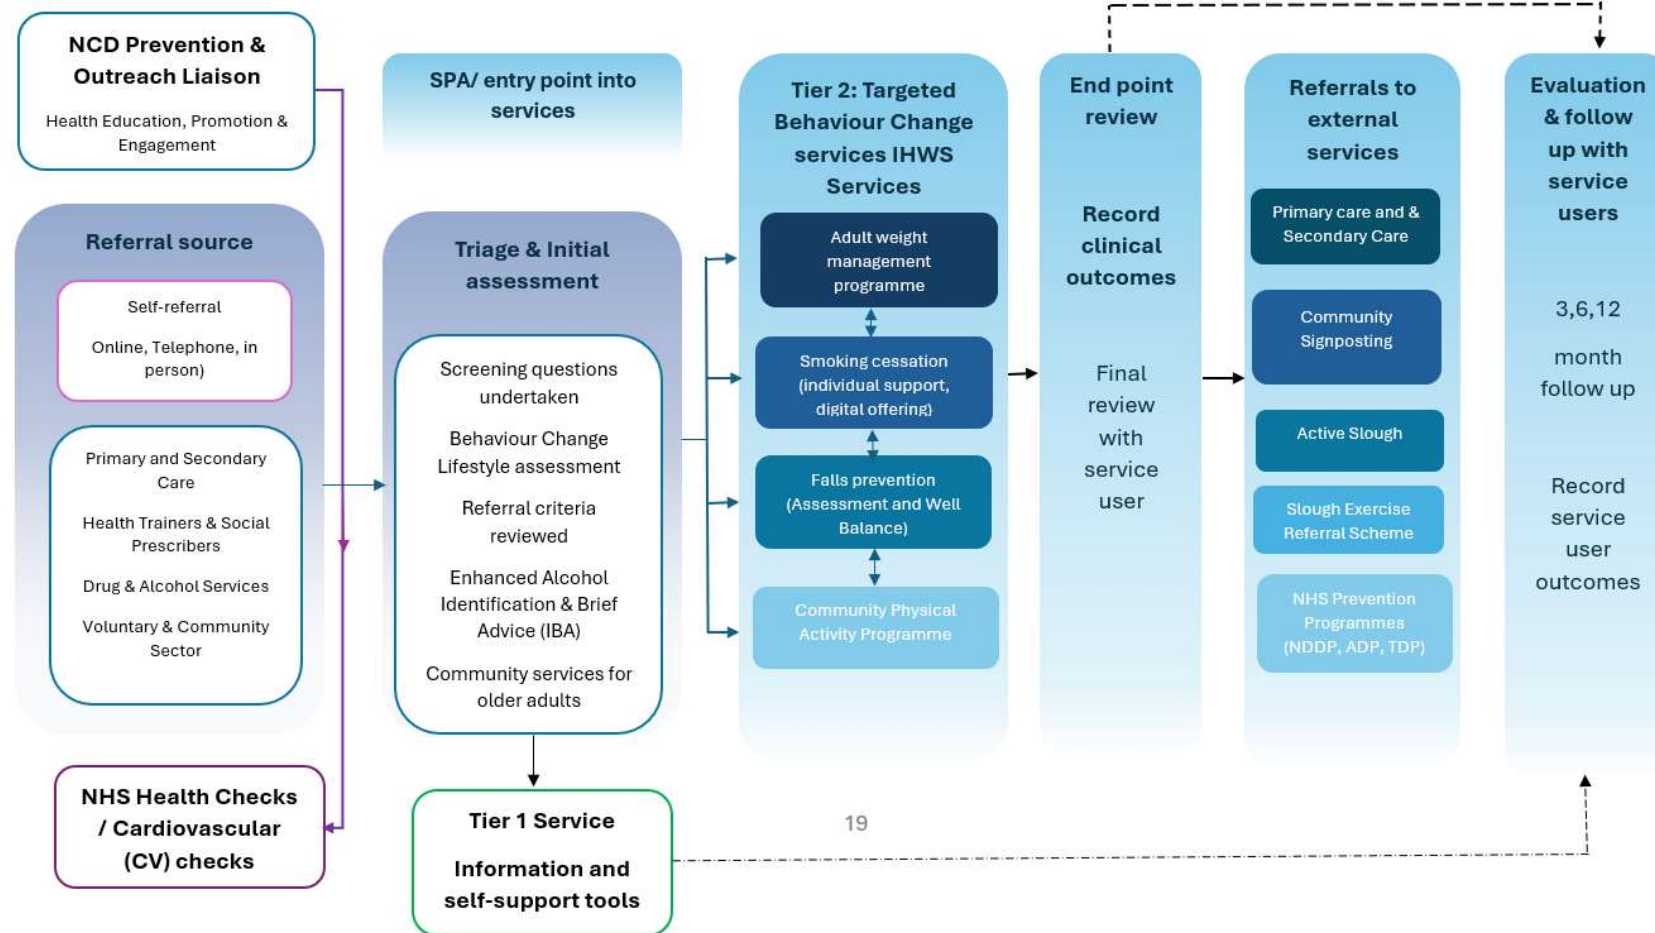 NCD Prevention &
Outreach Liaison
Health Education, Promotion &
Engagement
Referral source
Self-referral
Online, Telephone, in
person)
Primary and Secondary
Care
Health Trainers & Social
Prescribers
Drug & Alcohol Services
Voluntary & Community
Sector
NHS Health Checks
/ Cardiovascular
(CV) checks
SPA/ entry point into
services
Triage & Initial
assessment
Screening questions
undertaken
Behaviour Change
Lifestyle assessment
Referral criteria
reviewed
Enhanced Alcohol
Identification & Brief
Advice (IBA)
Community services for
older adults
Tier 1 Service
Information and
self-support tools
Tier 2: Targeted
Behaviour Change
services IHWS
Services
Adult weight
management
programme
Smoking cessation
(individual support,
digital offering)
Falls prevention
(Assessment and Well
Balance)
Community Physical
Activity Programme
19
End point
review
Record
clinical
outcomes
Final
review
with
service
user
Referrals to
external
services
Primary care and &
Secondary Care
Community
Signposting
Active Slough
Slough Exercise
Referral Scheme
NHS Prevention
Programmes
(NDDP, ADP, TDP)
Evaluation
& follow
up with
service
users
3,6,12
month
follow up
Record
service
user
outcomes